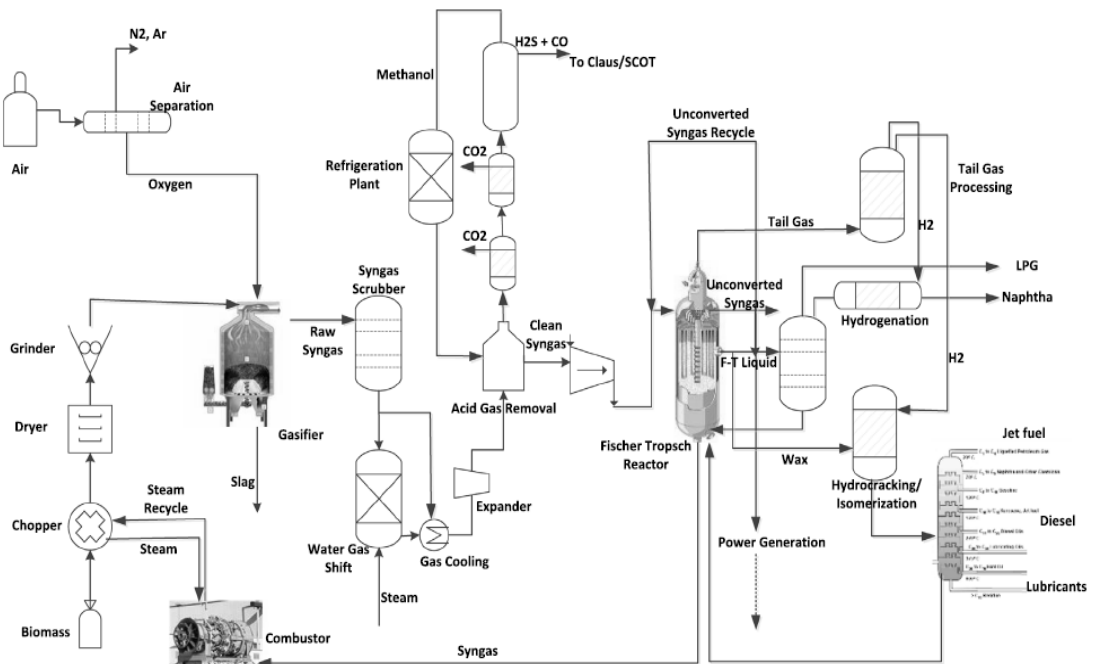 N2, Ar
H2S + CO
To Claus/SCOT
Methanol
Air
Separation
Air
Oxygen
CO2
Refrigeration
Plant
CO2
Unconverted
Syngas Recycle
Tail Gas
Processing
Tail Gas
H2
LPG
Naphtha
Hydrogenation
H2
Syngas
Scrubber
Raw
Syngas
Clean
Syngas
Unconverted
Syngas
F-T Liquid
Grinder
Dryer
Gasifier
Slag
Acid Gas Removal
Fischer Tropsch
Reactor
Wax
Hydrocracking/
Isomerization
Jet fuel
Diesel
Lubricants
Chopper
Steam
Recycle
Steam
Water Gas
Shift
Gas Cooling
Expander
Power Generation
Steam
Biomass
Combustor
Syngas